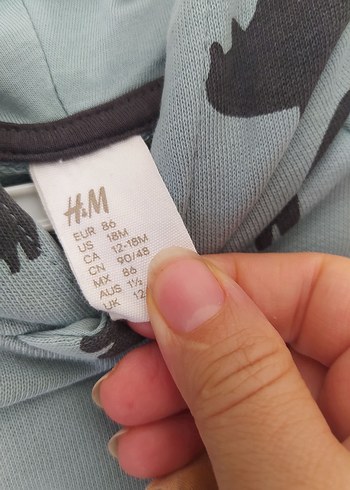 H&M
EUR 86
US 18M
CA 12-18M
CN 90/48
MX 86
AUS 1½
UK 12